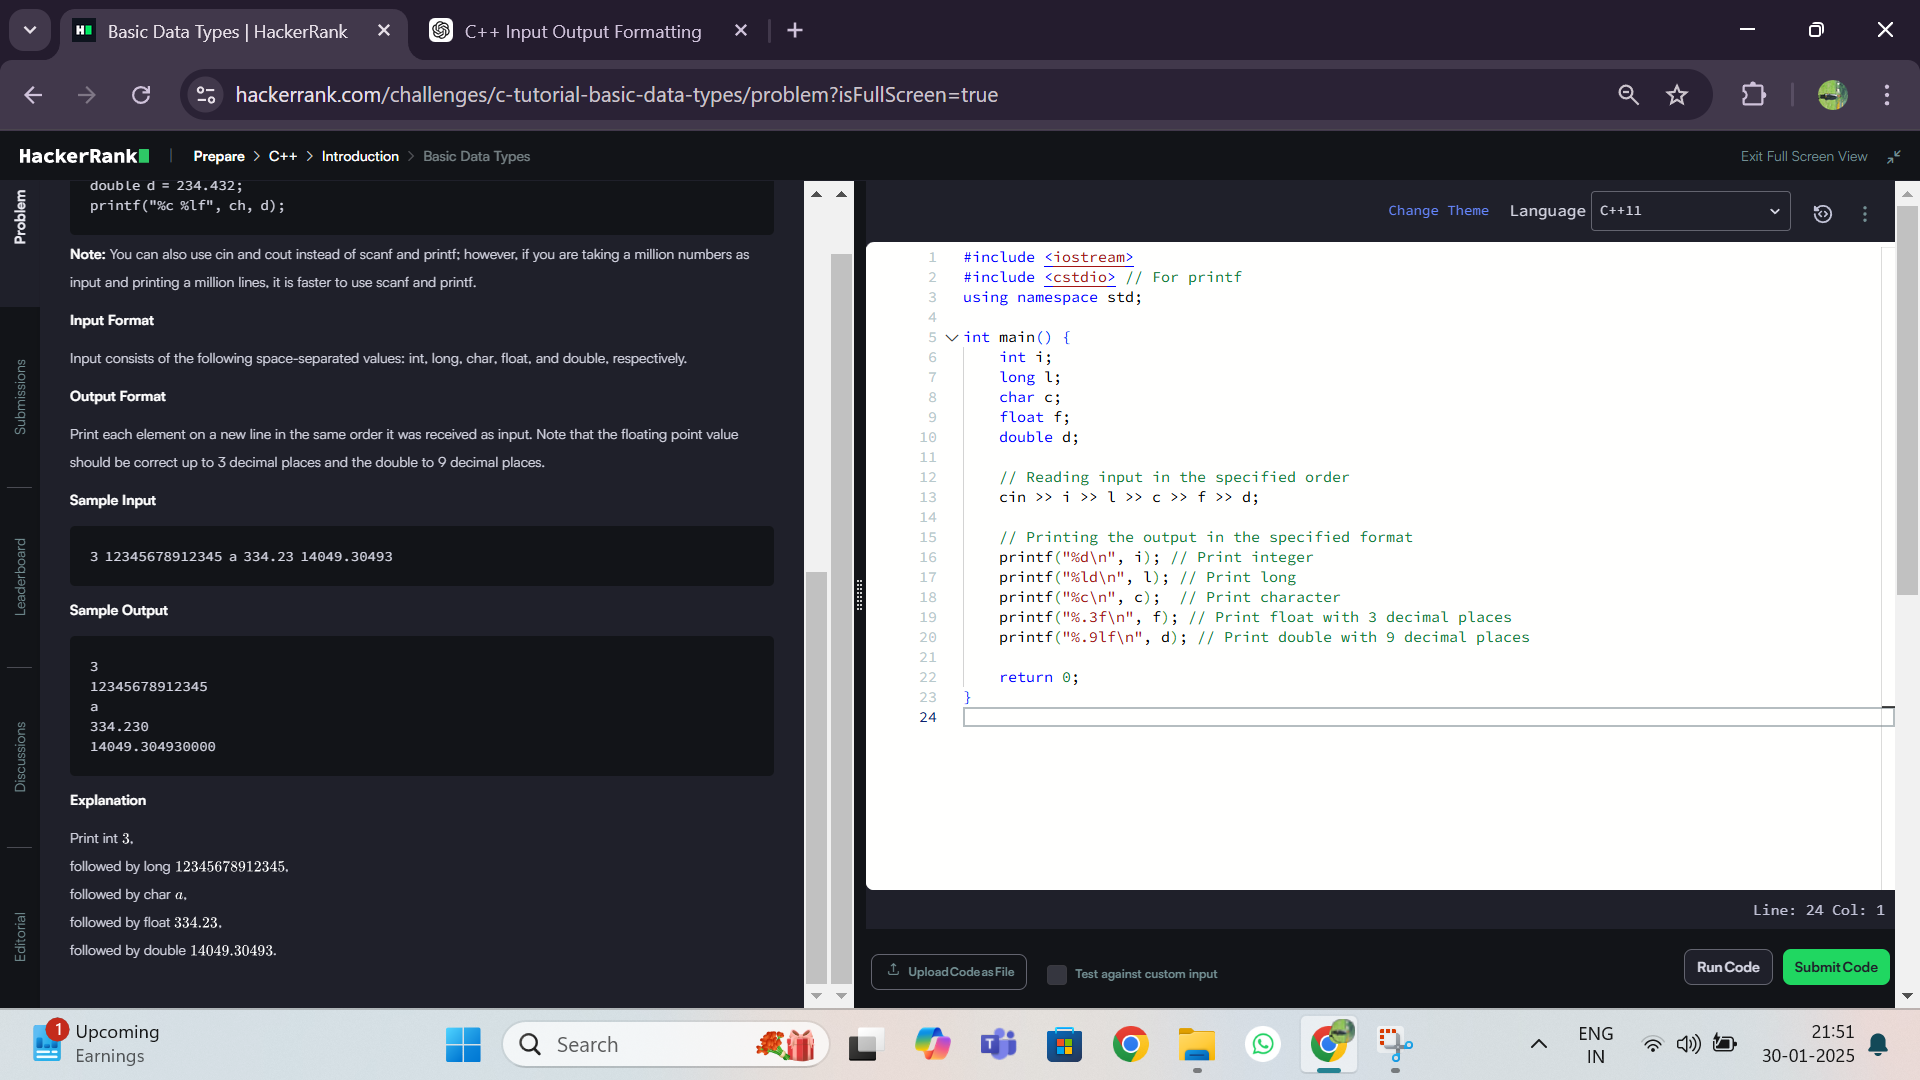 Basic Data Types | HackerRank
C++ Input Output Formatting
hackerrank.com/challenges/c-tutorial-basic-data-types/problem?isFullScreen=true
HackerRank
Prepare > C++ > Introduction > Basic Data Types
Exit Full Screen View
Problem
Submissions
Leaderboard
Discussions
Editorial
double d = 234.432;
printf("%c %lf", ch, d);
Note: You can also use cin and cout instead of scanf and printf; however, if you are taking a million numbers as
input and printing a million lines, it is faster to use scanf and printf.
Input Format
Input consists of the following space-separated values: int, long, char, float, and double, respectively.
Output Format
Print each element on a new line in the same order it was received as input. Note that the floating point value
should be correct up to 3 decimal places and the double to 9 decimal places.
Sample Input
3 12345678912345 a 334.23 14049.30493
Sample Output
3
12345678912345
a
334.230
14049.304930000
Explanation
Print int 3,
followed by long 12345678912345,
followed by char a,
followed by float 334.23,
followed by double 14049.30493.
Change Theme Language C++11
1 #include <iostream>
2 #include <cstdio> // For printf
3 using namespace std;
4
5 int main() {
6 int i;
7 long l;
8 char c;
9 float f;
10 double d;
11
12 // Reading input in the specified order
13 cin >> i >> l >> c >> f >> d;
14
15 // Printing the output in the specified format
16 printf("%d\n", i); // Print integer
17 printf("%ld\n", l); // Print long
18 printf("%c\n", c); // Print character
19 printf("%.3f\n", f); // Print float with 3 decimal places
20 printf("%.9lf\n", d); // Print double with 9 decimal places
21
22 return 0;
23 }
24
Line: 24 Col: 1
Upload Code as File
Test against custom input
Run Code
Submit Code
1
Upcoming
Earnings
Search
ENG
IN
21:51
30-01-2025